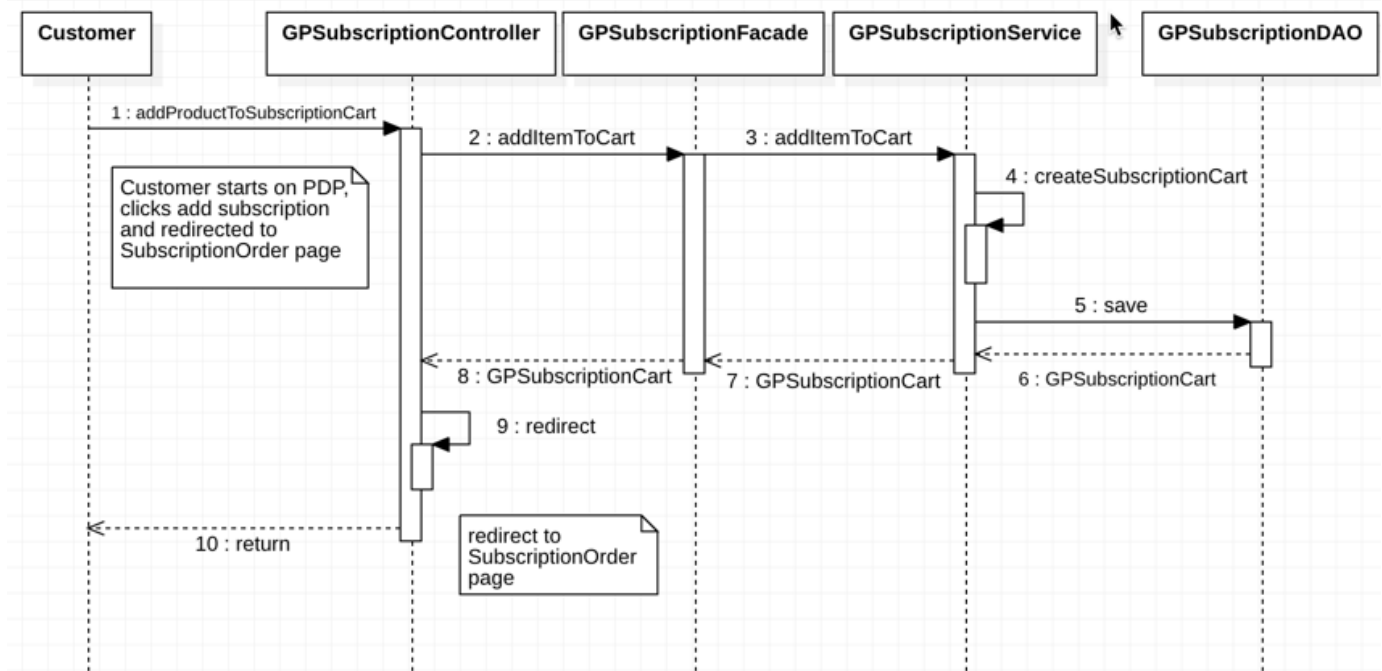 Customer
GPSubscriptionController
GPSubscriptionFacade
GPSubscriptionService
GPSubscriptionDAO
1 : addProductToSubscriptionCart
2 : addItemToCart
3 : addItemToCart
4 : createSubscriptionCart
Customer starts on PDP,
clicks add subscription
and redirected to
SubscriptionOrder page
5 : save
6 : GPSubscriptionCart
7 : GPSubscriptionCart
8 : GPSubscriptionCart
9 : redirect
redirect to
SubscriptionOrder
page
10 : return